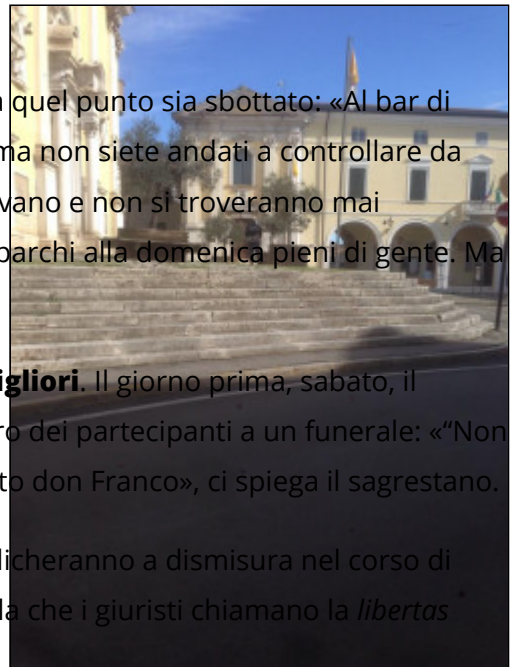 quel punto sia sbottato: «Al bar di
ma non siete andati a controllare da
vano e non si troveranno mai
parchi alla domenica pieni di gente. Ma
igliori. Il giorno prima, sabato, il
ro dei partecipanti a un funerale: «“Non
to don Franco», ci spiega il sagrestano.
licheranno a dismisura nel corso di
la che i giuristi chiamano la libertas